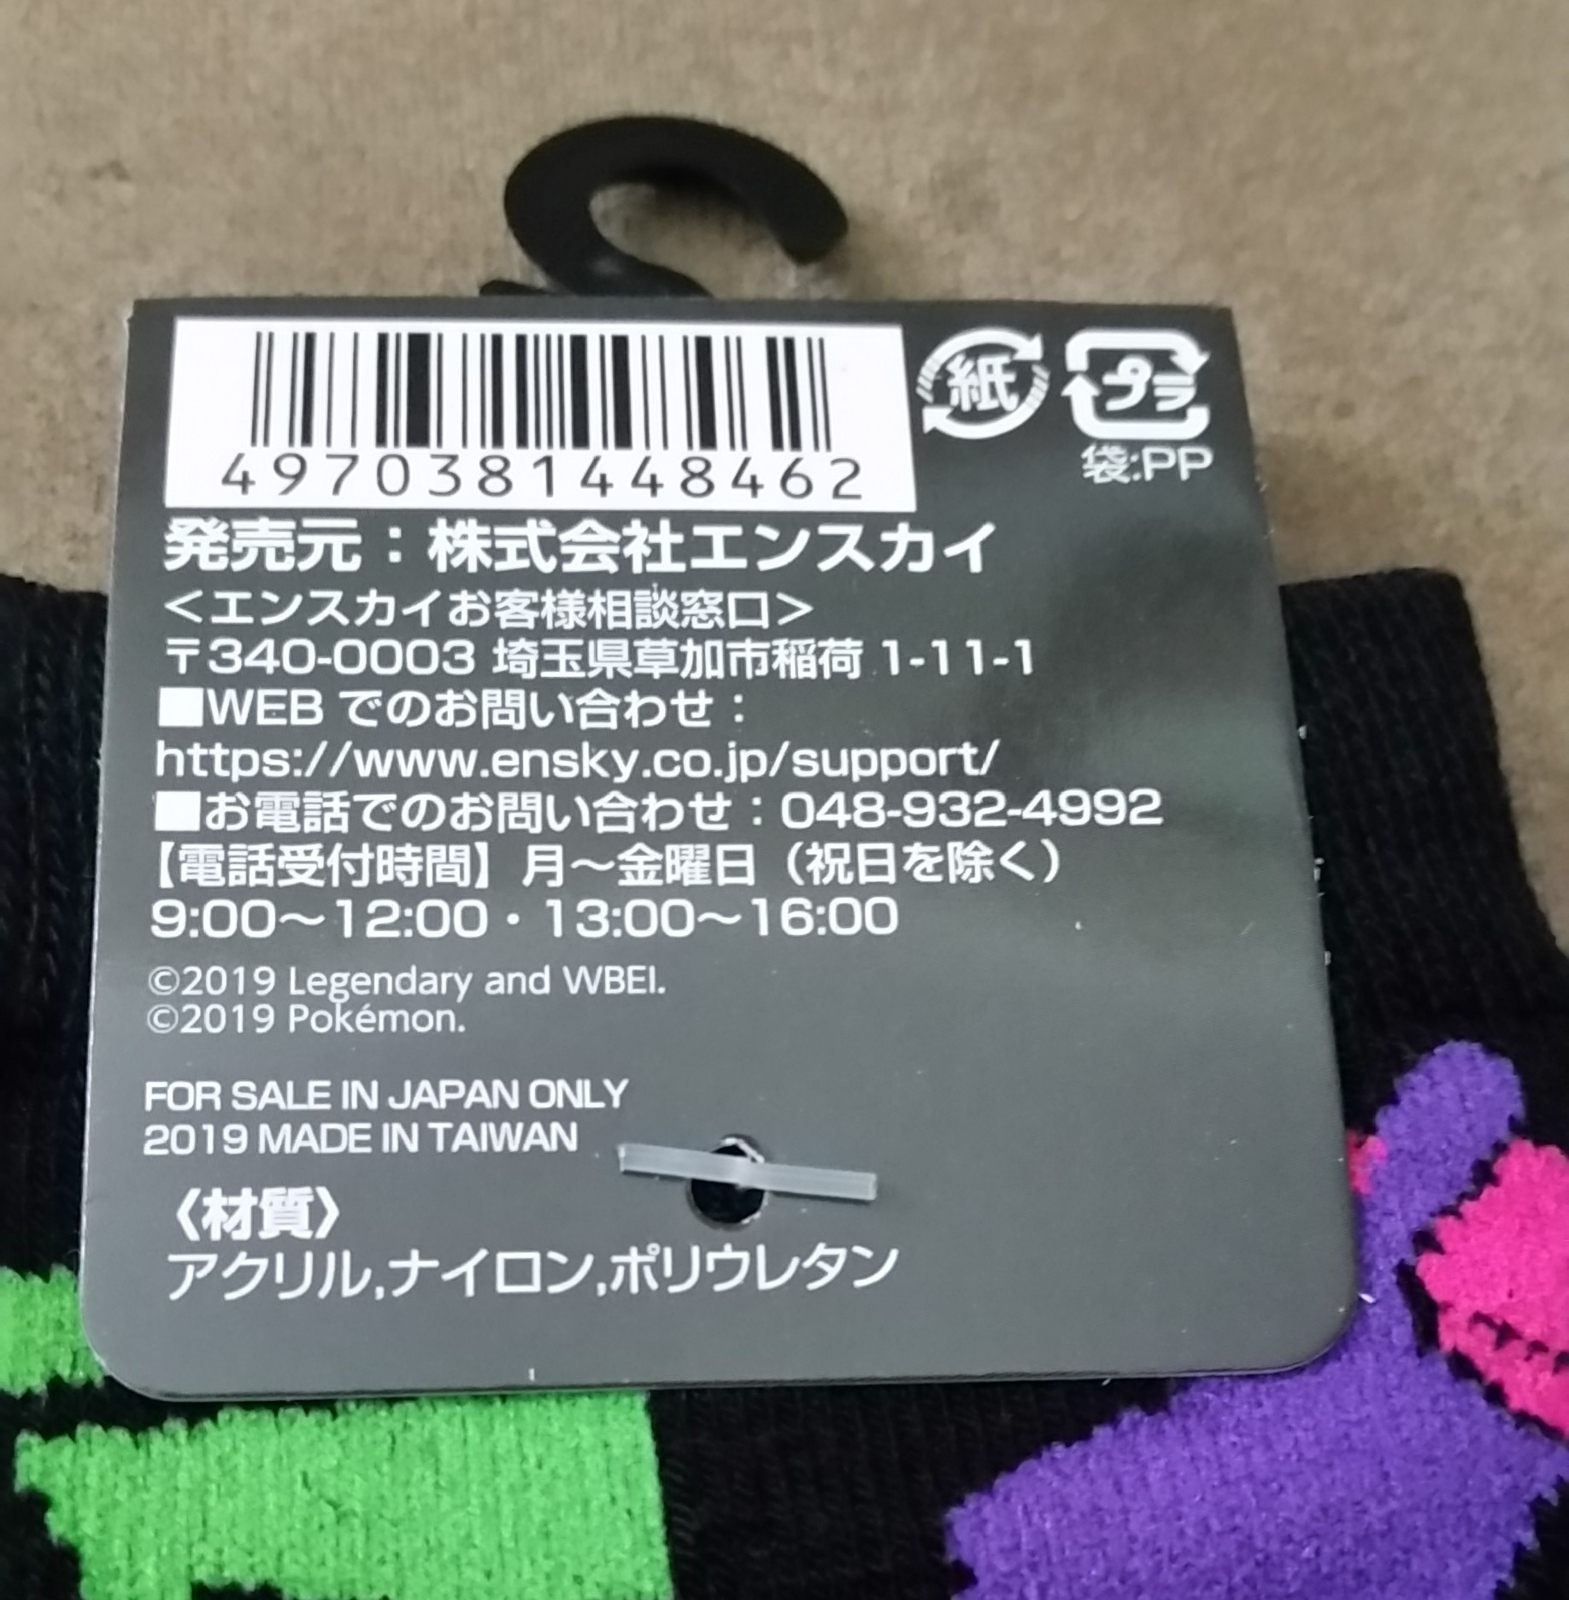 4970381448462
紙
プラ
袋:PP
発売元：株式会社エンスカイ
＜エンスカイお客様相談窓口＞
〒340-0003 埼玉県草加市稲荷 1-11-1
■WEB でのお問い合わせ：
https://www.ensky.co.jp/support/
■お電話でのお問い合わせ：048-932-4992
【電話受付時間】月～金曜日（祝日を除く）
9:00～12:00・13:00～16:00
©2019 Legendary and WBEI.
©2019 Pokémon.
FOR SALE IN JAPAN ONLY
2019 MADE IN TAIWAN
〈材質〉
アクリル,ナイロン,ポリウレタン